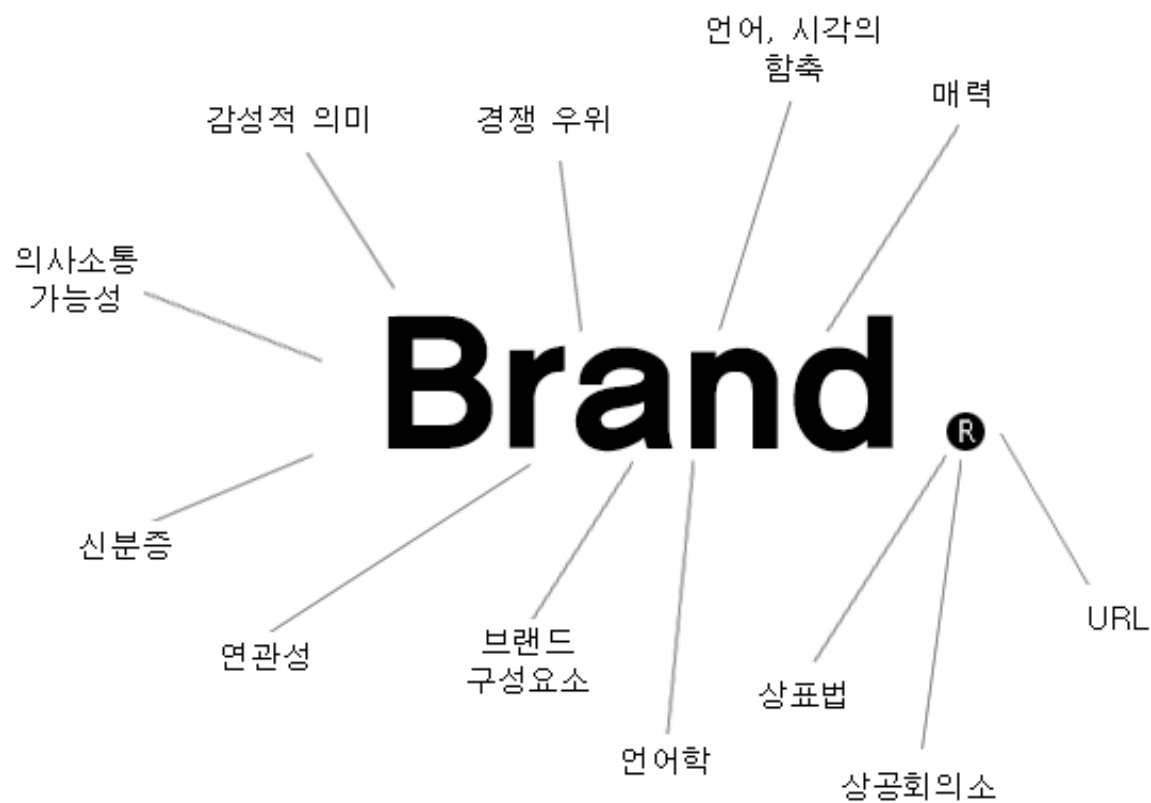 언어, 시각의
함축
매력
감성적 의미
경쟁 우위
의사소통
가능성
Brand
R
신분증
연관성
브랜드
구성요소
언어학
상표법
상공회의소
URL